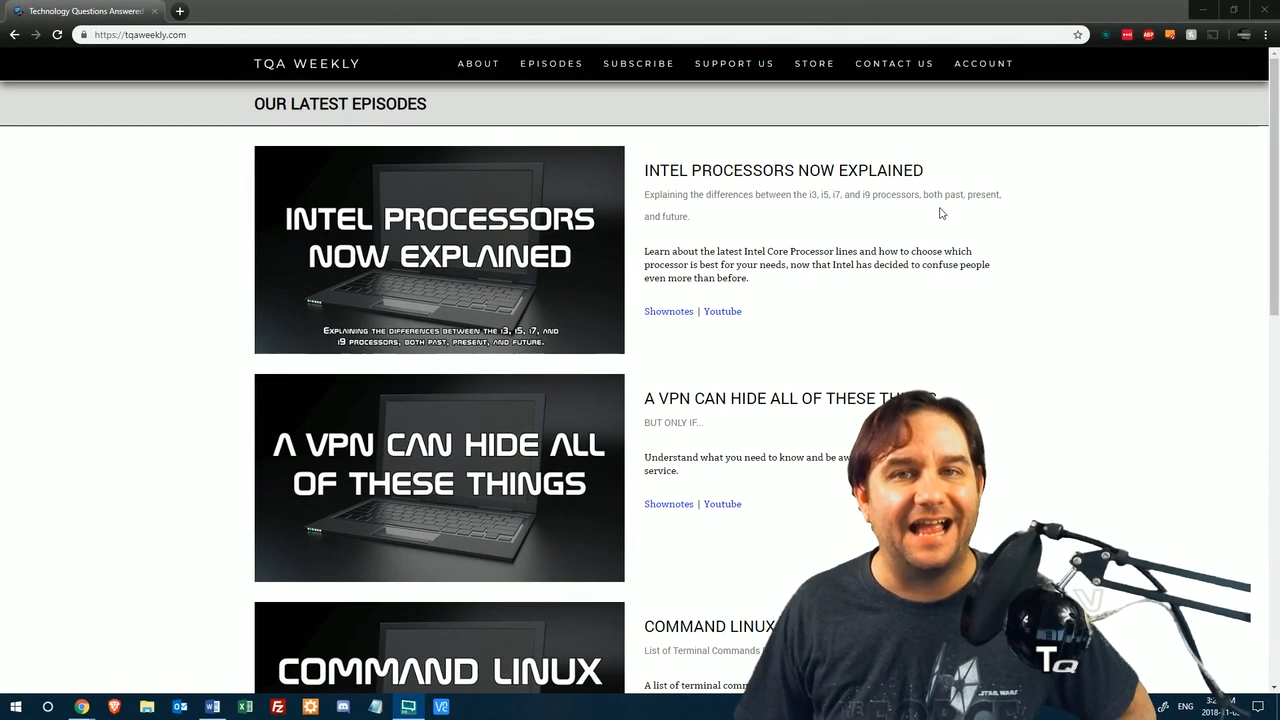 Technology Questions Answered
https://tqaweekly.com
TQA WEEKLY
ABOUT
EPISODES
SUBSCRIBE
SUPPORT US
STORE
CONTACT US
ACCOUNT
OUR LATEST EPISODES
INTEL PROCESSORS
NOW EXPLAINED
Explaining the differences between the i3, i5, i7, and
i9 processors, both past, present, and future.
INTEL PROCESSORS NOW EXPLAINED
Explaining the differences between the i3, i5, i7, and i9 processors, both past, present,
and future.
Learn about the latest Intel Core Processor lines and how to choose which
processor is best for your needs, now that Intel has decided to confuse people
even more than before.
Shownotes | Youtube
A VPN CAN HIDE ALL
OF THESE THINGS
A VPN CAN HIDE ALL OF THESE
BUT ONLY IF...
Understand what you need to know and be
service.
Shownotes | Youtube
COMMAND LINUX
COMMAND LINUX
List of Terminal Commands
A list of terminal
STAR WARS
TQ
ENG